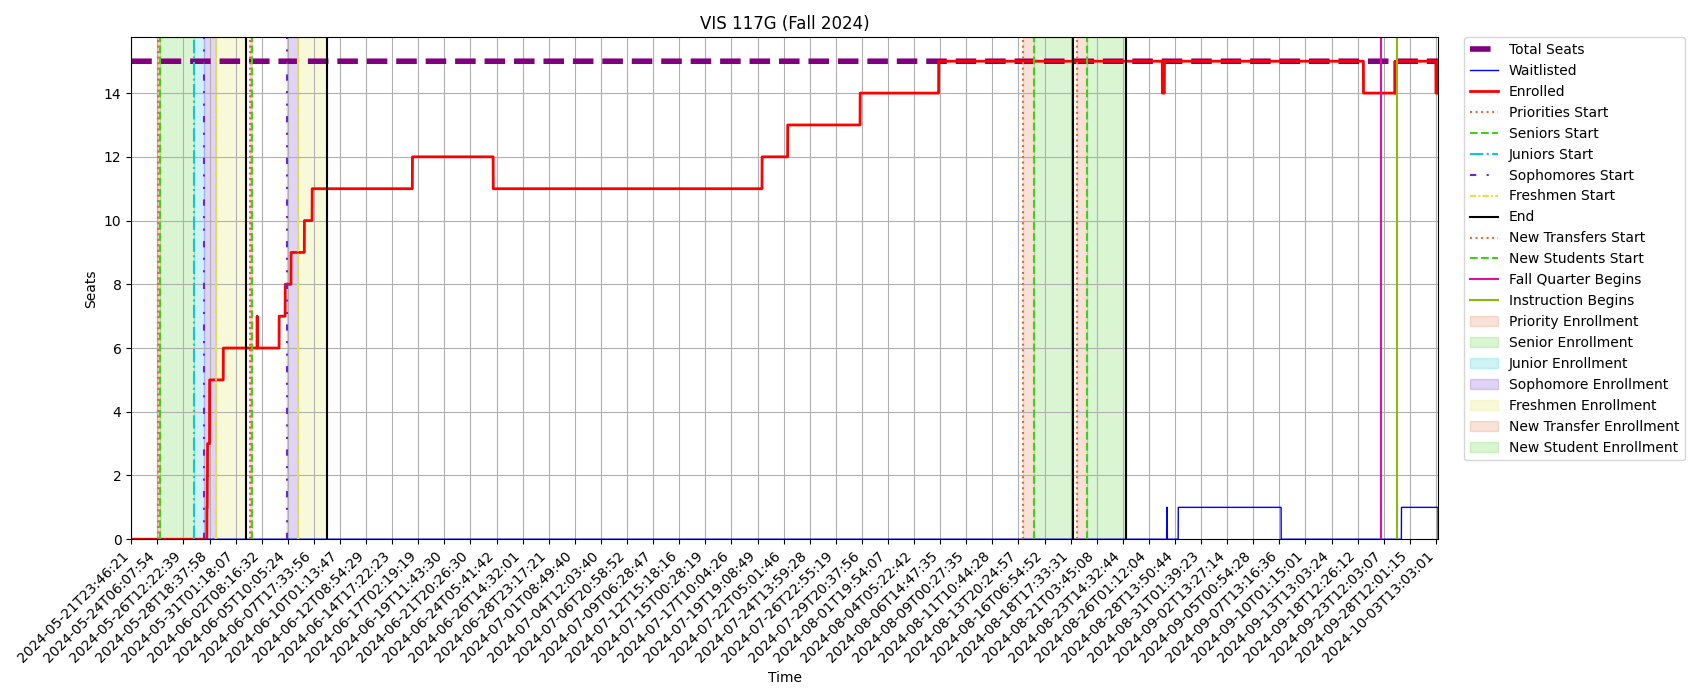 VIS 117G (Fall 2024)
Seats
14
12
10
8
6
4
2
0
2024-05-21T23:46:21
2024-05-24T06:07:54
2024-05-26T12:22:39
2024-05-28T18:37:58
2024-05-31T01:18:07
2024-06-02T08:16:32
2024-06-05T10:05:24
2024-06-07T17:33:56
2024-06-10T01:13:47
2024-06-12T08:54:29
2024-06-14T17:22:23
2024-06-17T02:19:19
2024-06-19T11:43:30
2024-06-21T20:26:30
2024-06-24T05:41:42
2024-06-26T14:32:01
2024-06-28T23:17:21
2024-07-01T08:49:40
2024-07-04T12:03:40
2024-07-06T20:58:52
2024-07-09T06:28:47
2024-07-12T15:18:16
2024-07-15T00:28:19
2024-07-17T10:04:26
2024-07-19T19:08:49
2024-07-22T05:01:46
2024-07-24T13:59:28
2024-07-26T22:55:19
2024-07-29T20:37:56
2024-08-01T19:54:07
2024-08-04T05:22:42
2024-08-06T14:47:35
2024-08-09T00:27:35
2024-08-11T10:44:28
2024-08-13T20:24:57
2024-08-16T06:54:52
2024-08-18T17:33:31
2024-08-21T03:45:08
2024-08-23T14:32:44
2024-08-26T01:12:04
2024-08-28T13:50:44
2024-08-31T01:39:23
2024-09-02T13:27:14
2024-09-05T00:54:28
2024-09-07T13:16:36
2024-09-10T01:15:01
2024-09-13T13:03:24
2024-09-18T12:26:12
2024-09-23T12:03:07
2024-09-28T12:01:15
2024-10-03T13:03:01
Time
Total Seats
Waitlisted
Enrolled
Priorities Start
Seniors Start
Juniors Start
Sophomores Start
Freshmen Start
End
New Transfers Start
New Students Start
Fall Quarter Begins
Instruction Begins
Priority Enrollment
Senior Enrollment
Junior Enrollment
Sophomore Enrollment
Freshmen Enrollment
New Transfer Enrollment
New Student Enrollment